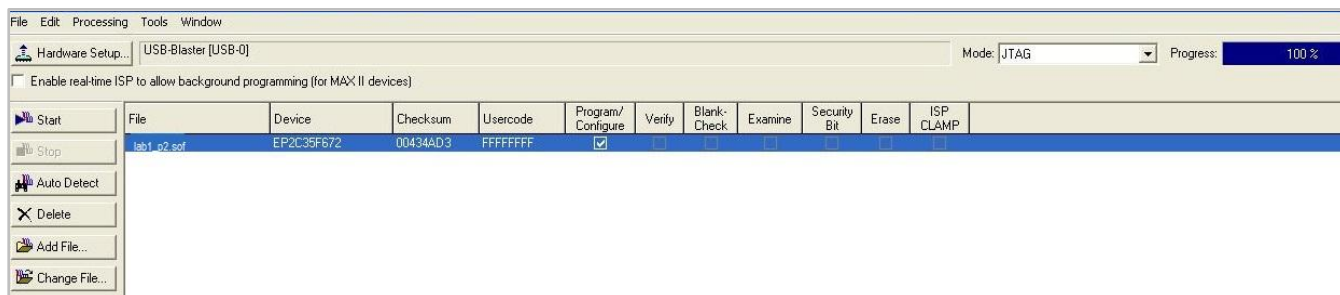 File Edit Processing Tools Window
Hardware Setup... USB-Blaster [USB-0] Mode: JTAG Progress: 100 %
Enable real-time ISP to allow background programming (for MAX II devices)
Start
Stop
Auto Detect
Delete
Add File...
Change File...
File Device Checksum Usercode Program/ Configure Verify Blank- Check Examine Security Bit Erase ISP CLAMP
lab1_p2.sof EP2C35F672 00434AD3 FFFFFFFF